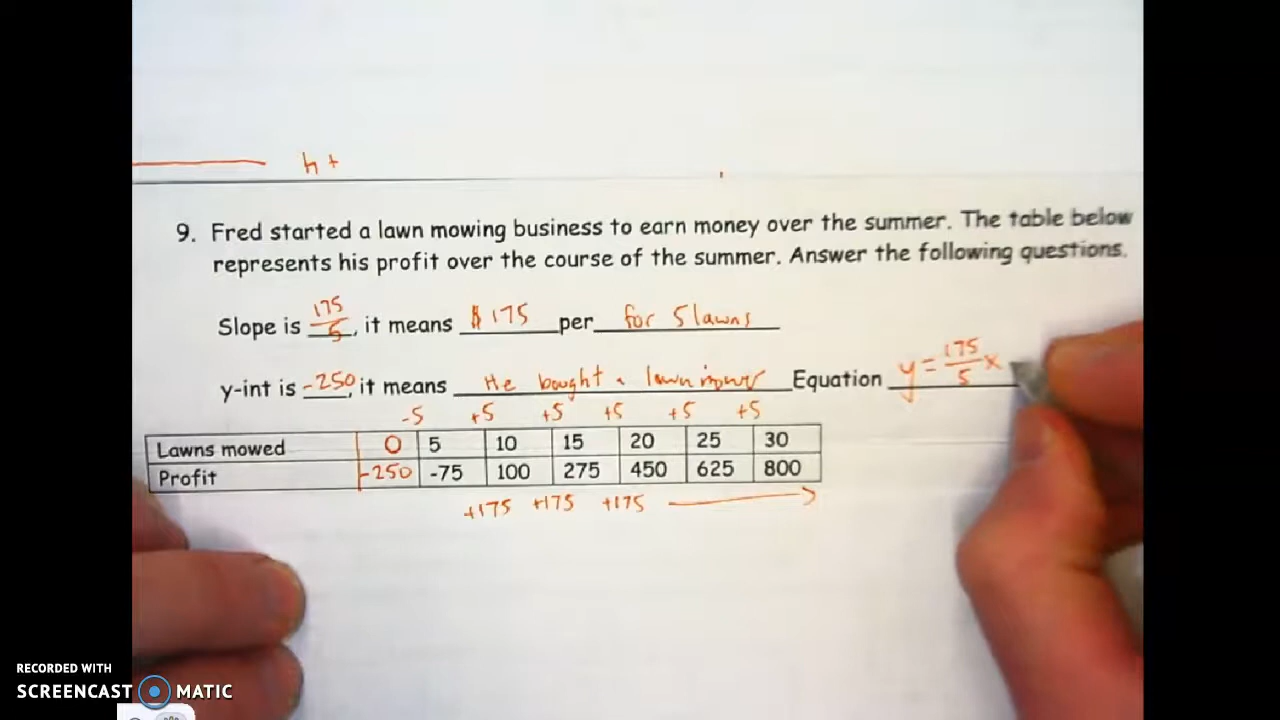 h +
9. Fred started a lawn mowing business to earn money over the summer. The table below
represents his profit over the course of the summer. Answer the following questions.
Slope is 175/5, it means $175 per for 5 lawns
y-int is -250, it means He bought a lawn mower Equation y = 175/5 x
-5 +5 +5 +5 +5 +5
Lawns mowed 0 5 10 15 20 25 30
Profit -250 -75 100 275 450 625 800
+175 +175 +175
RECORDED WITH
SCREENCAST MATIC